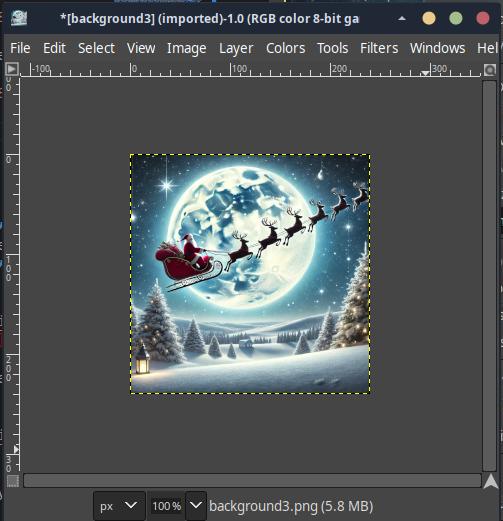 *[background3] (imported)-1.0 (RGB color 8-bit ga
File Edit Select View Image Layer Colors Tools Filters Windows Hel
-100 0 100 200 300
0
100
200
30
px 100 % background3.png (5.8 MB)